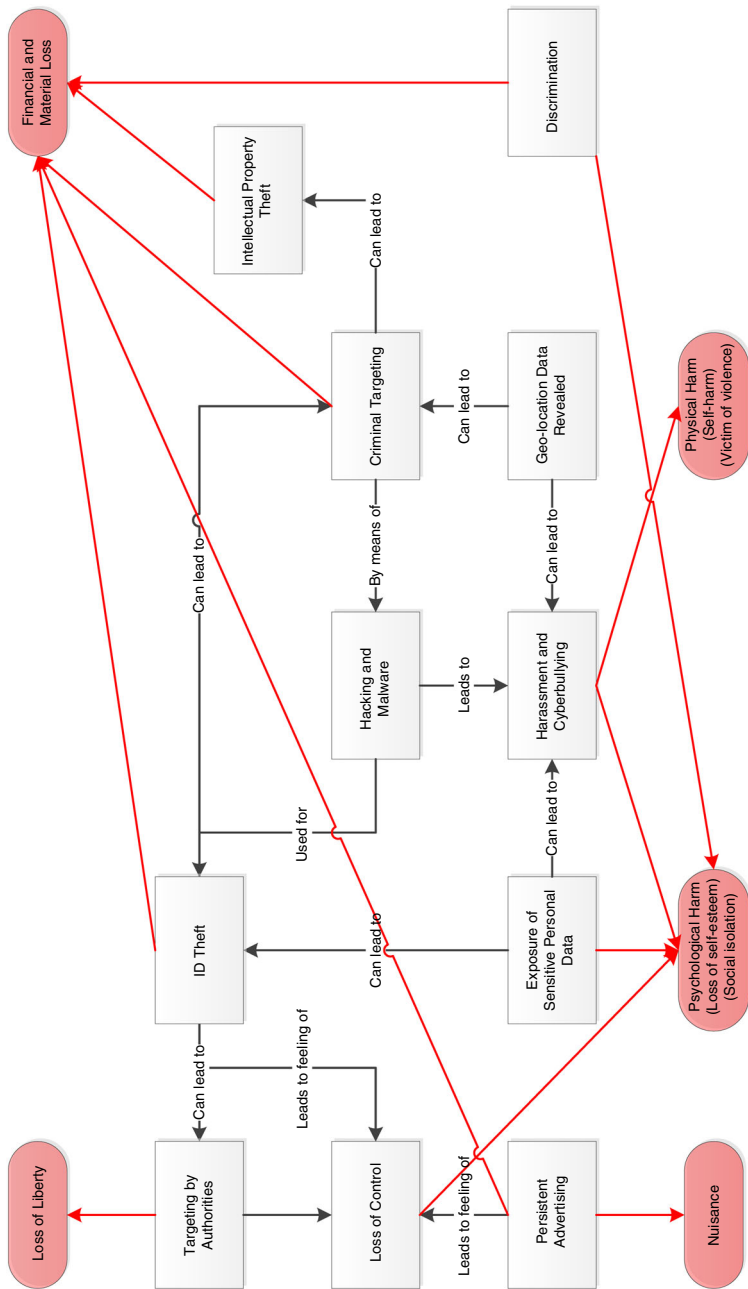 Loss of Liberty
Financial and
Material Loss
Targeting by
Authorities
Can lead to
ID Theft
Can lead to
Intellectual Property
Theft
Leads to feeling of
Used for
Can lead to
Loss of Control
Hacking and
Malware
By means of
Criminal Targeting
Can lead to
Leads to feeling of
Leads to
Can lead to
Persistent
Advertising
Exposure of
Sensitive Personal
Data
Can lead to
Harassment and
Cyberbullying
Can lead to
Geo-location Data
Revealed
Discrimination
Nuisance
Psychological Harm
(Loss of self-esteem)
(Social isolation)
Physical Harm
(Self-harm)
(Victim of violence)